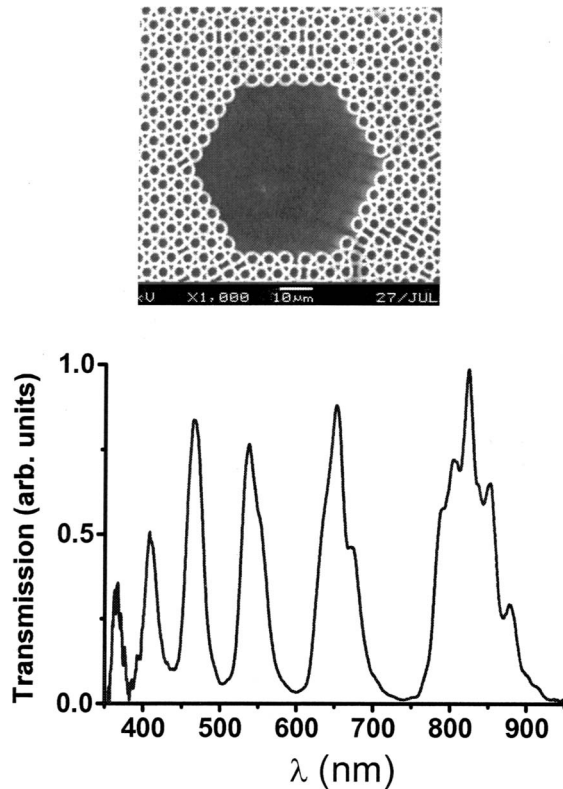 kV X1,000 10μm 27/JUL
Transmission (arb. units)
1.0
0.5
0.0
400 500 600 700 800 900
λ (nm)